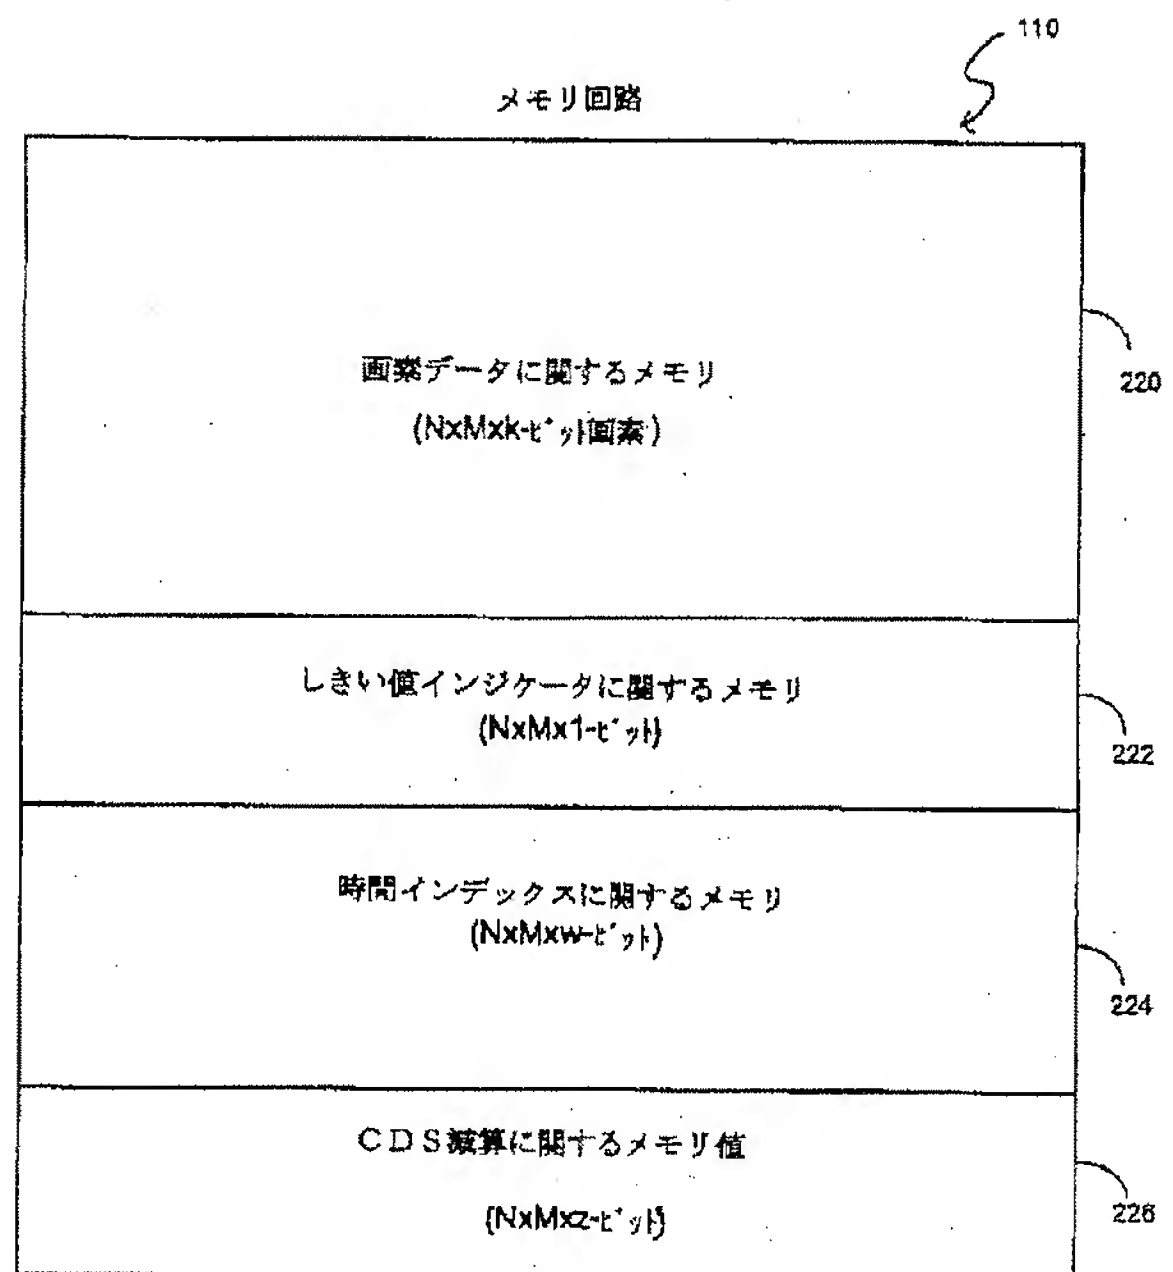 110
メモリ回路
画素データに関するメモリ
(NxMxk-ﾋﾞｯﾄ画素)
220
しきい値インジケータに関するメモリ
(NxMx1-ﾋﾞｯﾄ)
222
時間インデックスに関するメモリ
(NxMxw-ﾋﾞｯﾄ)
224
ＣＤＳ減算に関するメモリ値
(NxMxz-ﾋﾞｯﾄ)
226